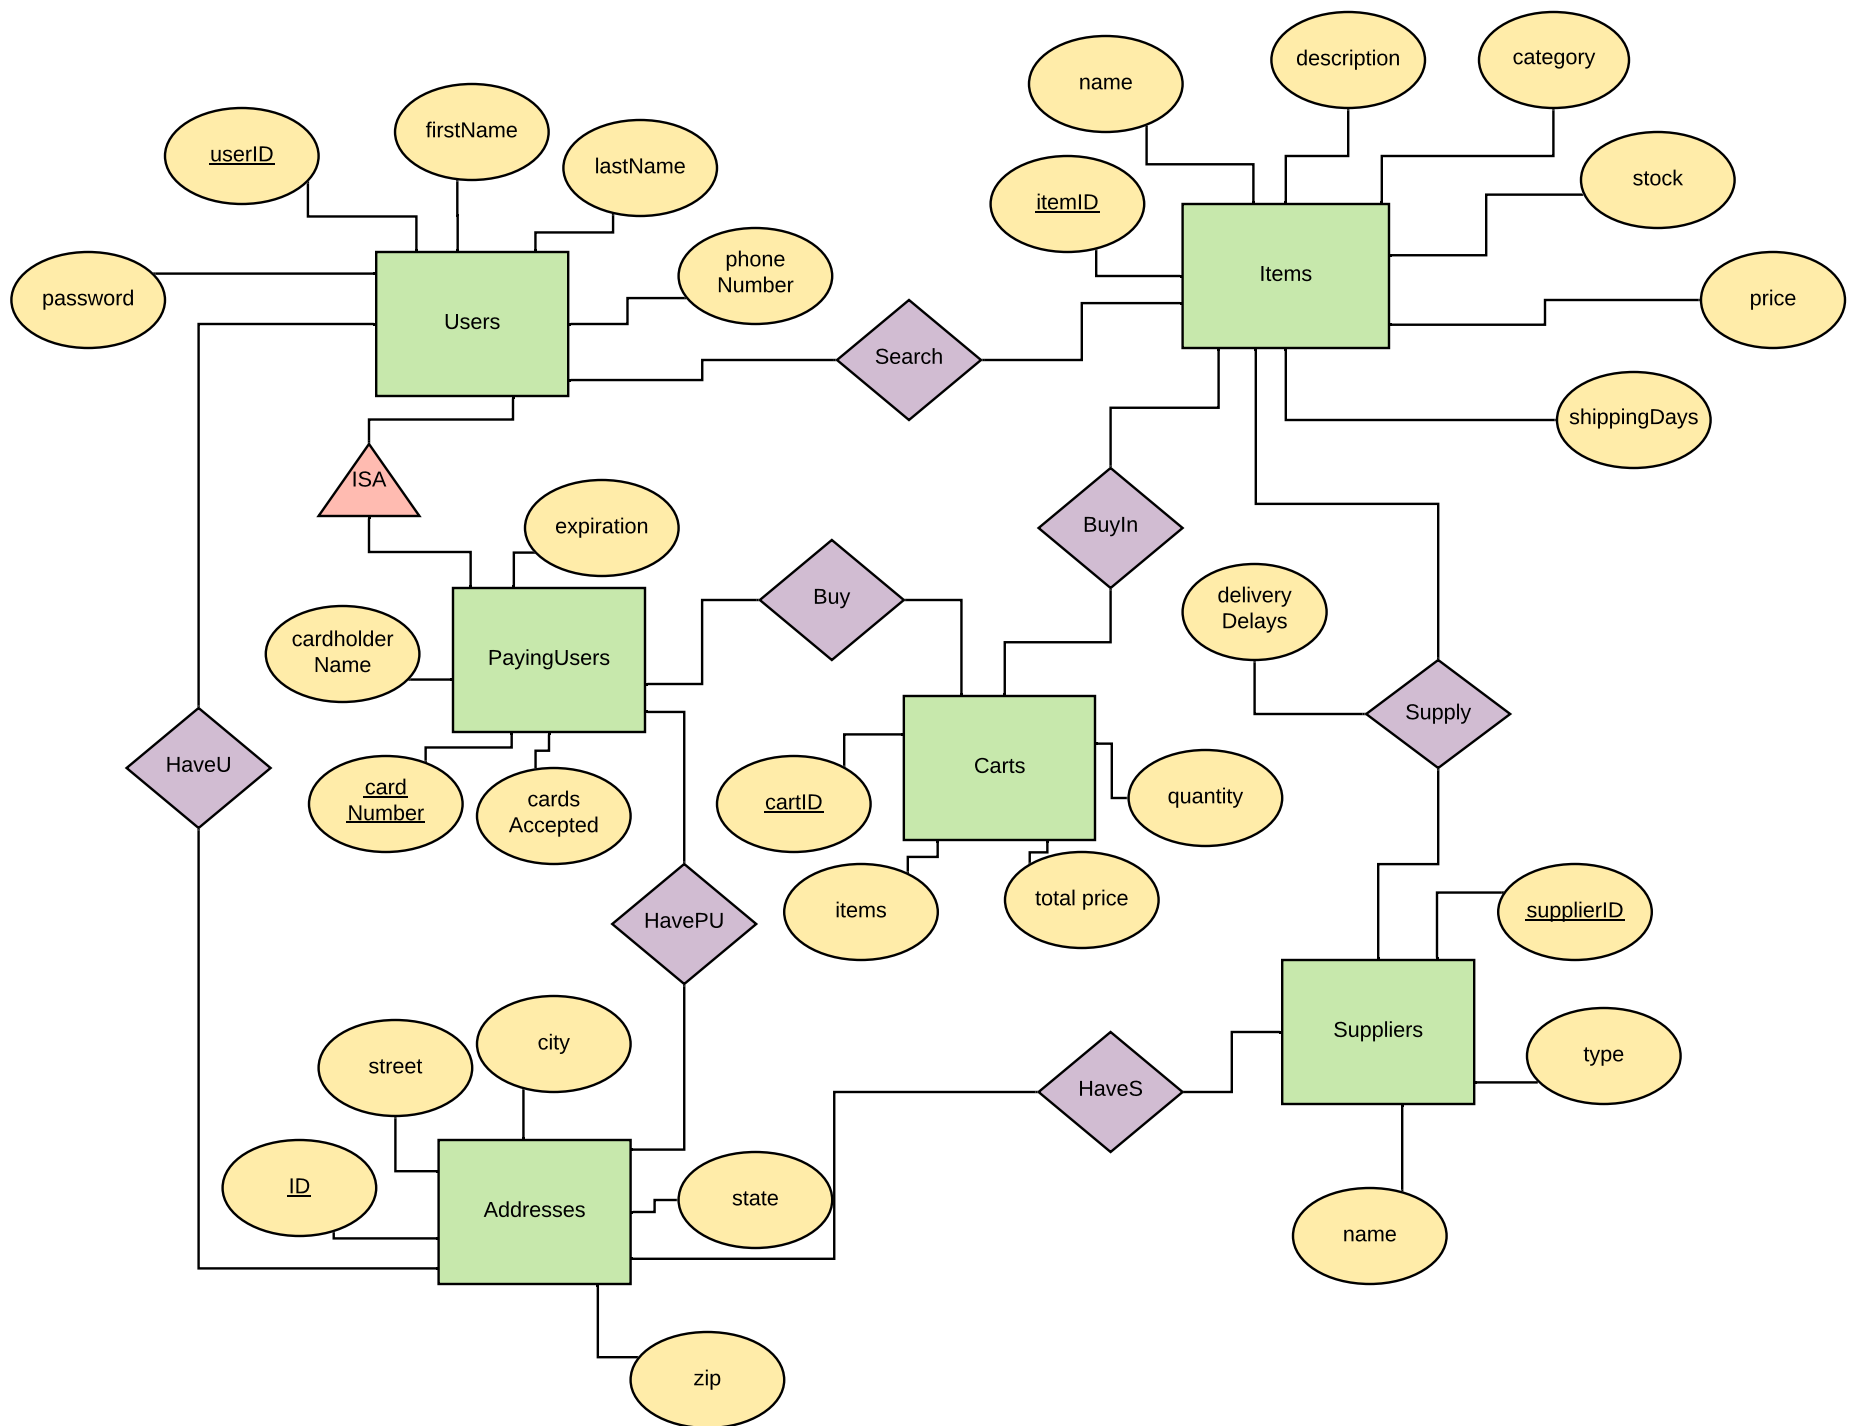 description
category
name
firstName
userID
lastName
stock
itemID
phone
Number
Items
password
price
Users
Search
shippingDays
ISA
expiration
BuyIn
delivery
Delays
Buy
cardholder
Name
PayingUsers
Supply
HaveU
Carts
card
Number
cards
Accepted
cartID
quantity
total price
items
supplierID
HavePU
Suppliers
city
type
street
HaveS
ID
state
Addresses
name
zip